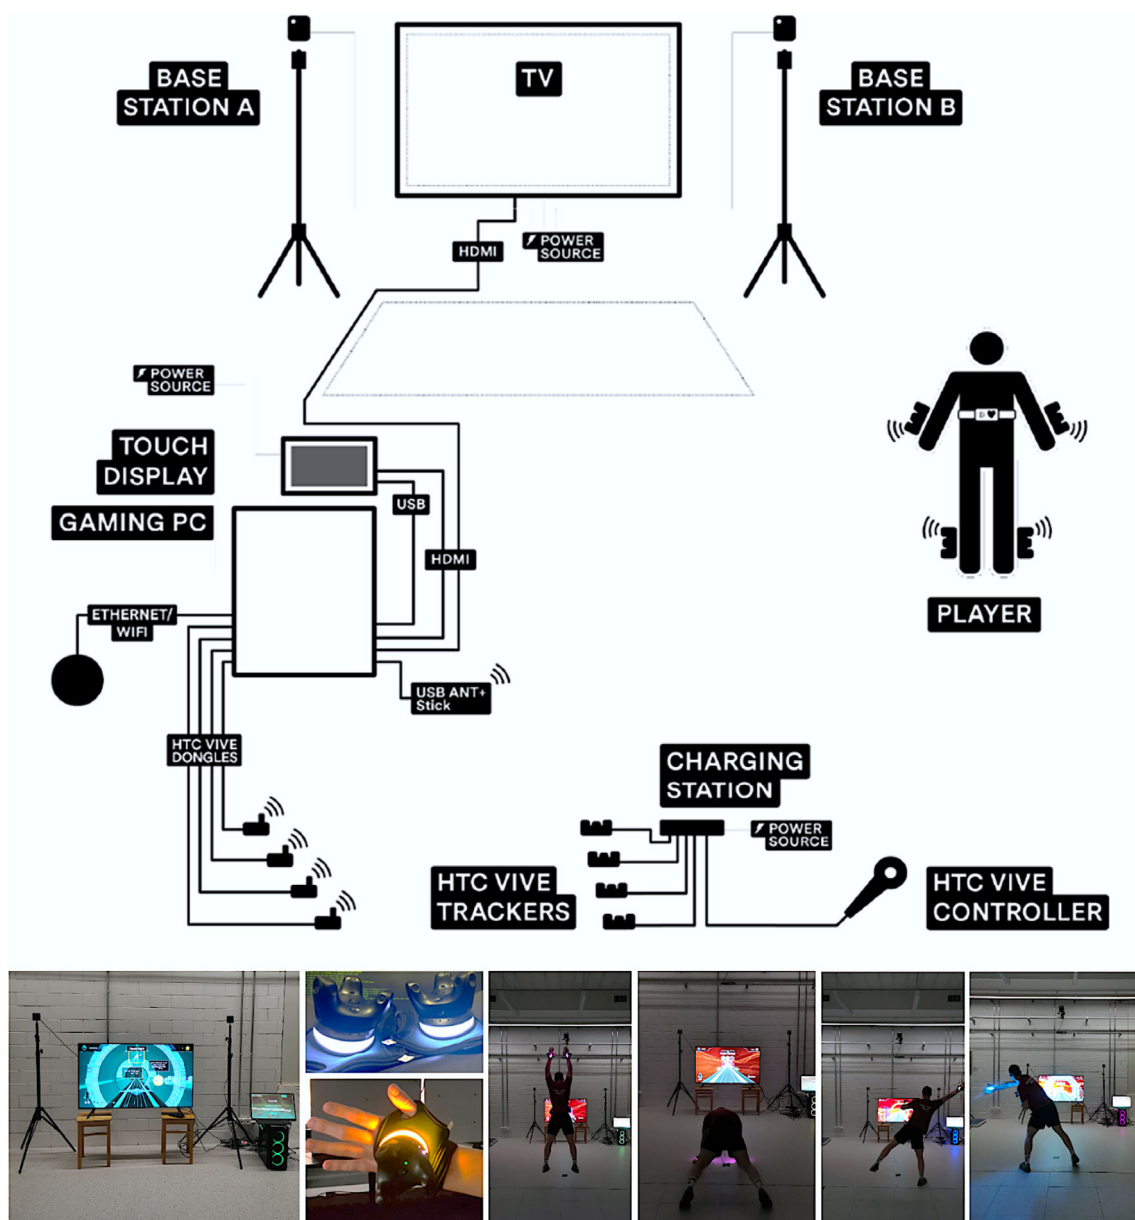 BASE
STATION A
TV
BASE
STATION B
HDMI
POWER
SOURCE
POWER
SOURCE
TOUCH
DISPLAY
USB
GAMING PC
HDMI
ETHERNET/
WIFI
PLAYER
USB ANT+
Stick
HTC VIVE
DONGLES
CHARGING
STATION
POWER
SOURCE
HTC VIVE
TRACKERS
HTC VIVE
CONTROLLER